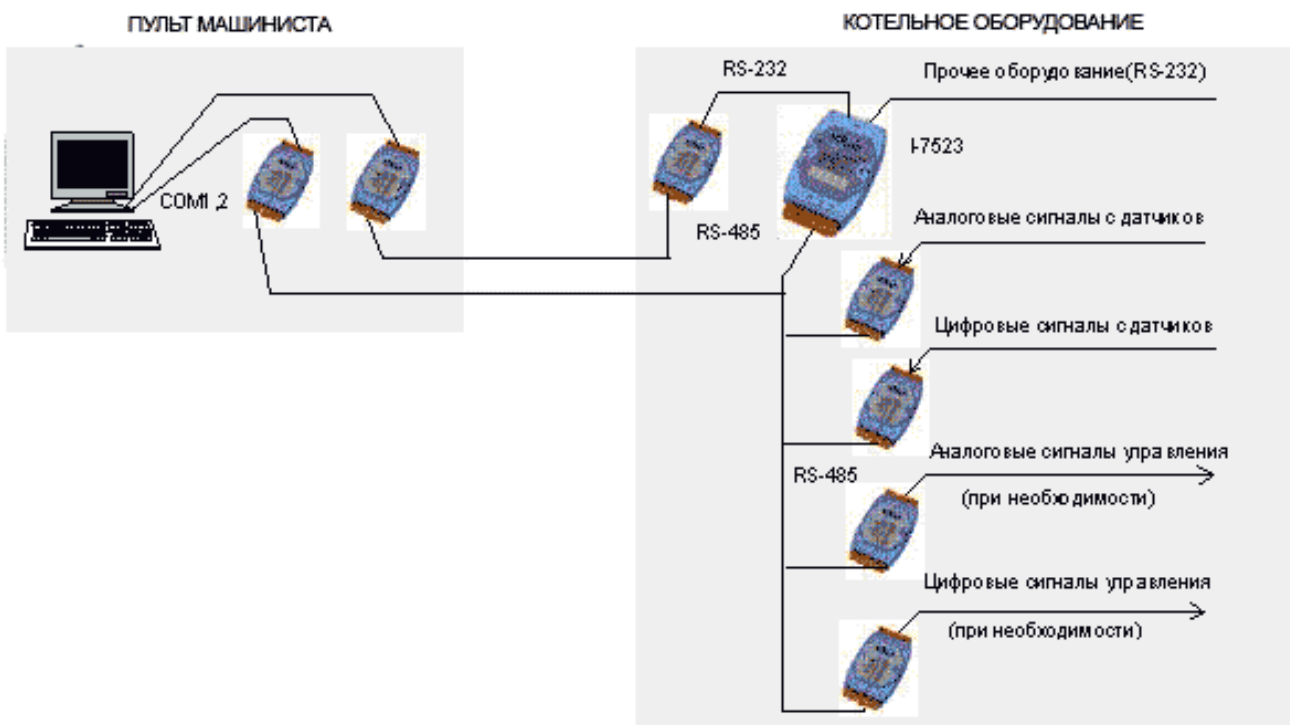 ПУЛЬТ МАШИНИСТА
КОТЕЛЬНОЕ ОБОРУДОВАНИЕ
RS-232
Прочее оборудование(RS-232)
I-7523
COM1,2
RS-485
Аналоговые сигналы с датчиков
Цифровые сигналы с датчиков
Аналоговые сигналы управления
RS-485
(при необходимости)
Цифровые сигналы управления
(при необходимости)